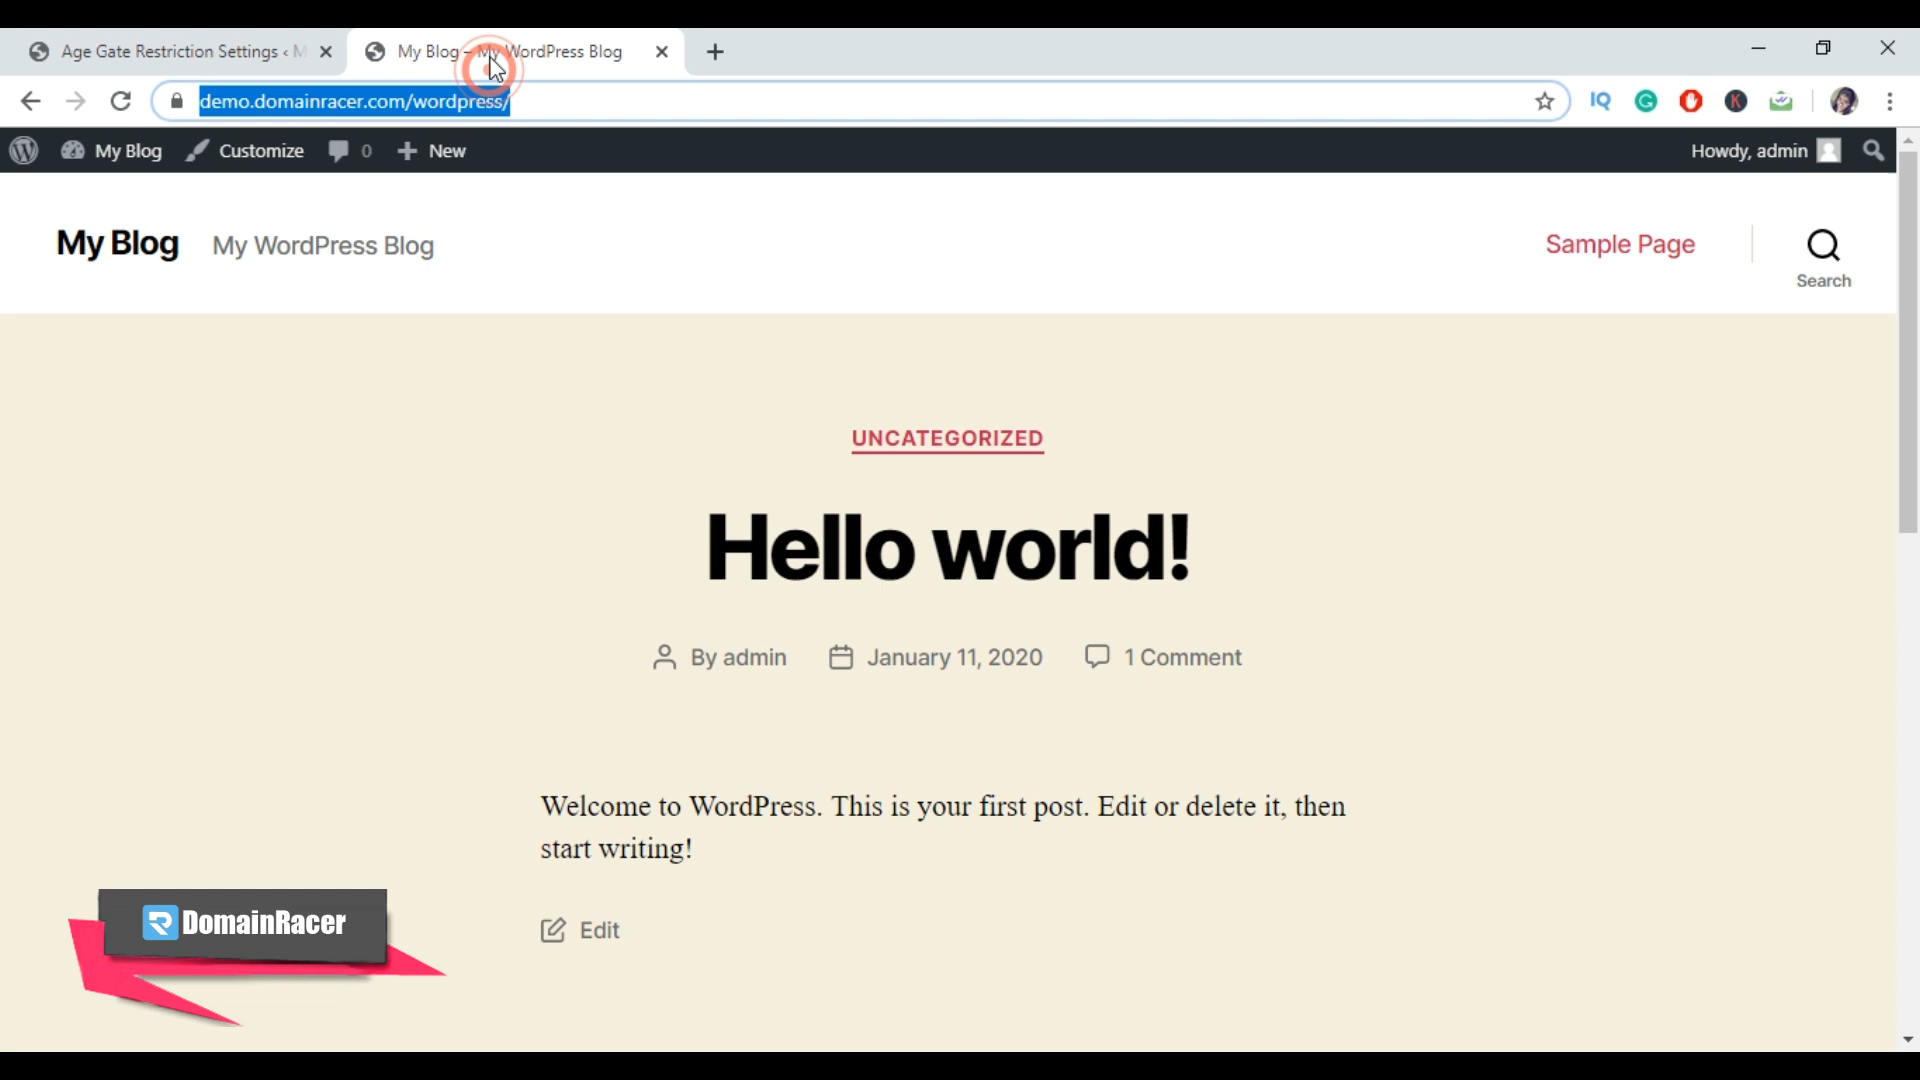 Age Gate Restriction Settings ‹ M
My Blog – My WordPress Blog
demo.domainracer.com/wordpress/
IQ
G
K
My Blog
Customize
0
New
Howdy, admin
My Blog
My WordPress Blog
Sample Page
Search
UNCATEGORIZED
Hello world!
By admin
January 11, 2020
1 Comment
Welcome to WordPress. This is your first post. Edit or delete it, then
start writing!
Edit
DomainRacer